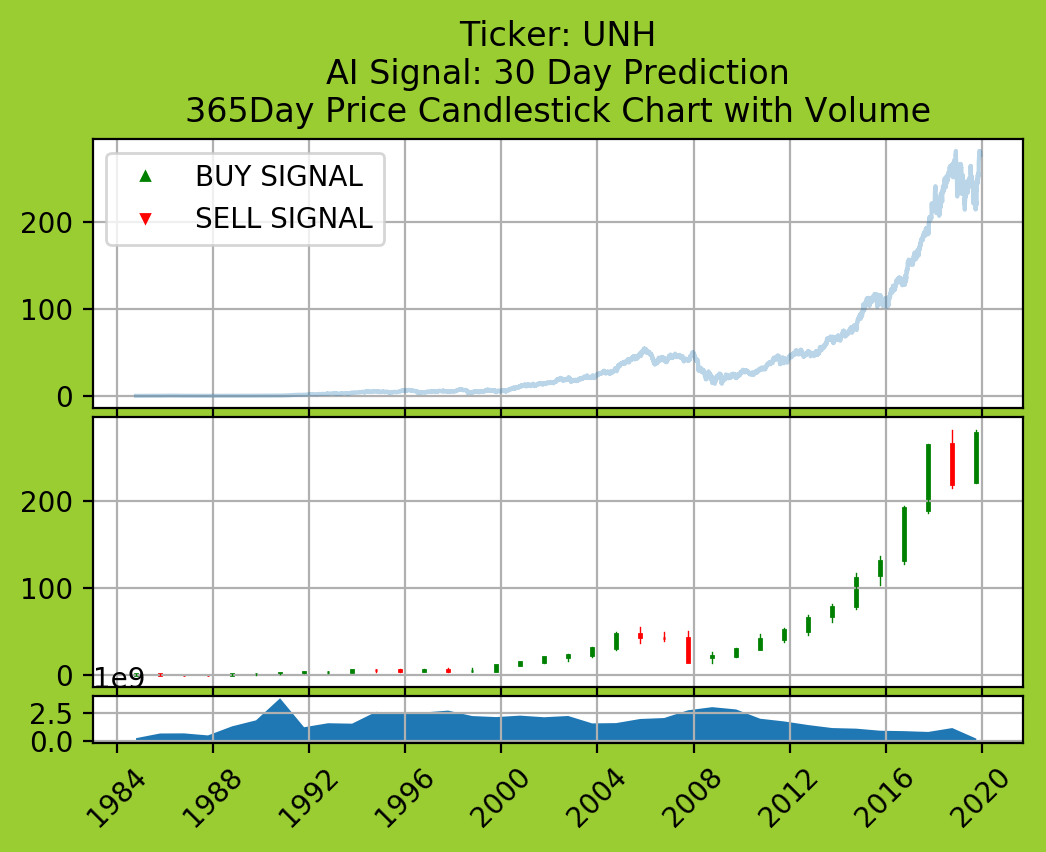 Ticker: UNH
AI Signal: 30 Day Prediction
365Day Price Candlestick Chart with Volume
BUY SIGNAL
SELL SIGNAL
200
100
0
200
100
0
1e9
2.5
0.0
1984 1988 1992 1996 2000 2004 2008 2012 2016 2020